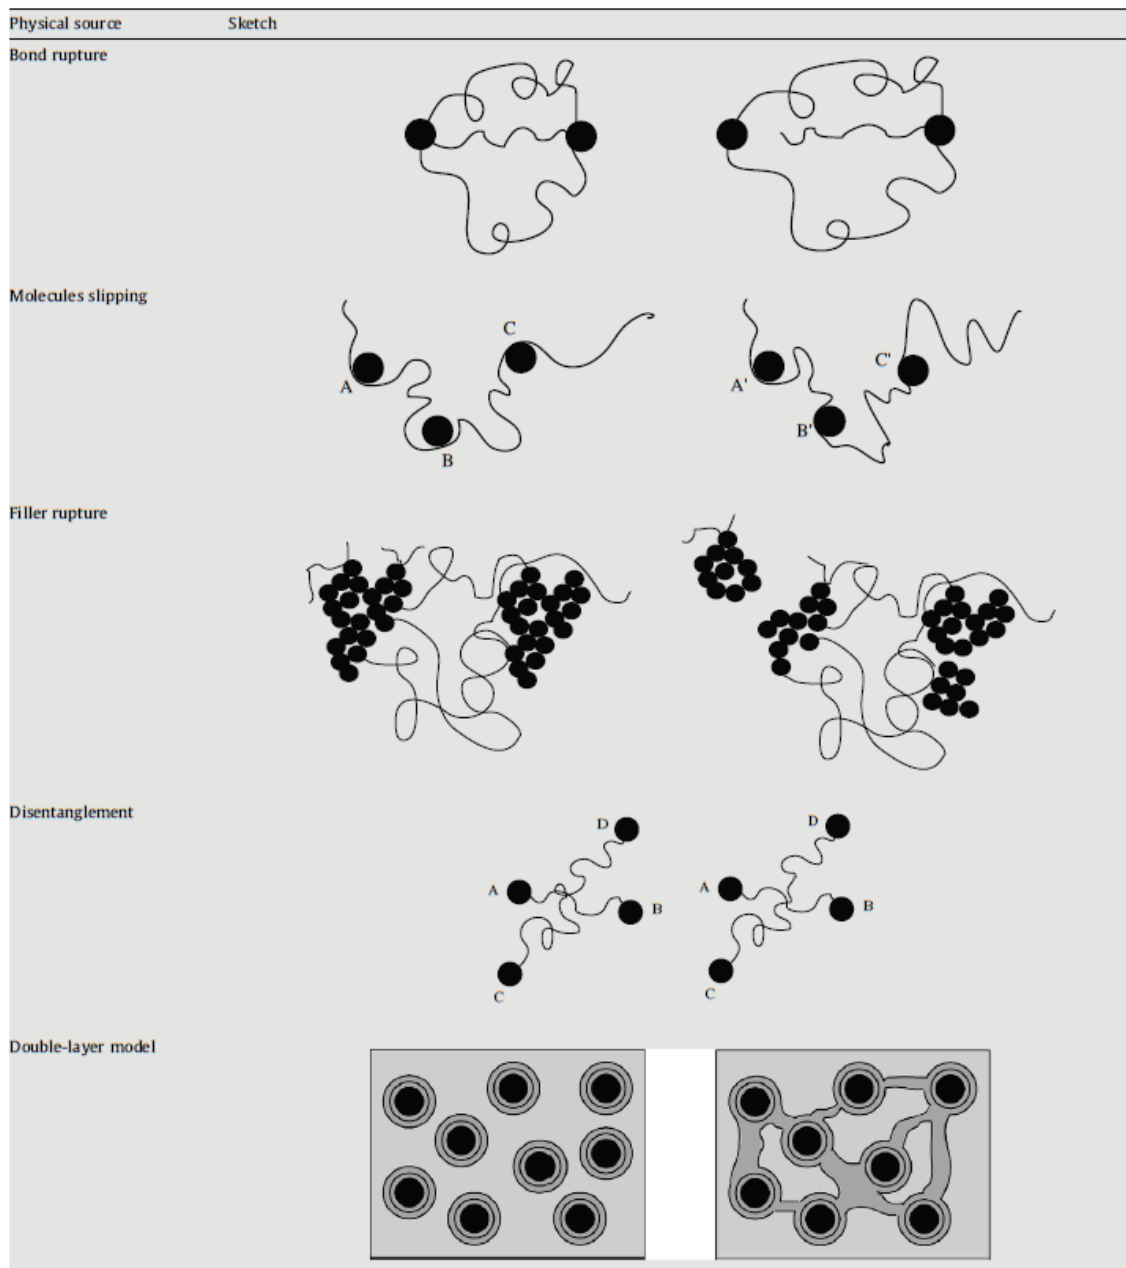 Physical source Sketch
Bond rupture
Molecules slipping
C
A
B
C'
A'
B'
Filler rupture
Disentanglement
D
A
B
C
D
A
B
C
Double-layer model